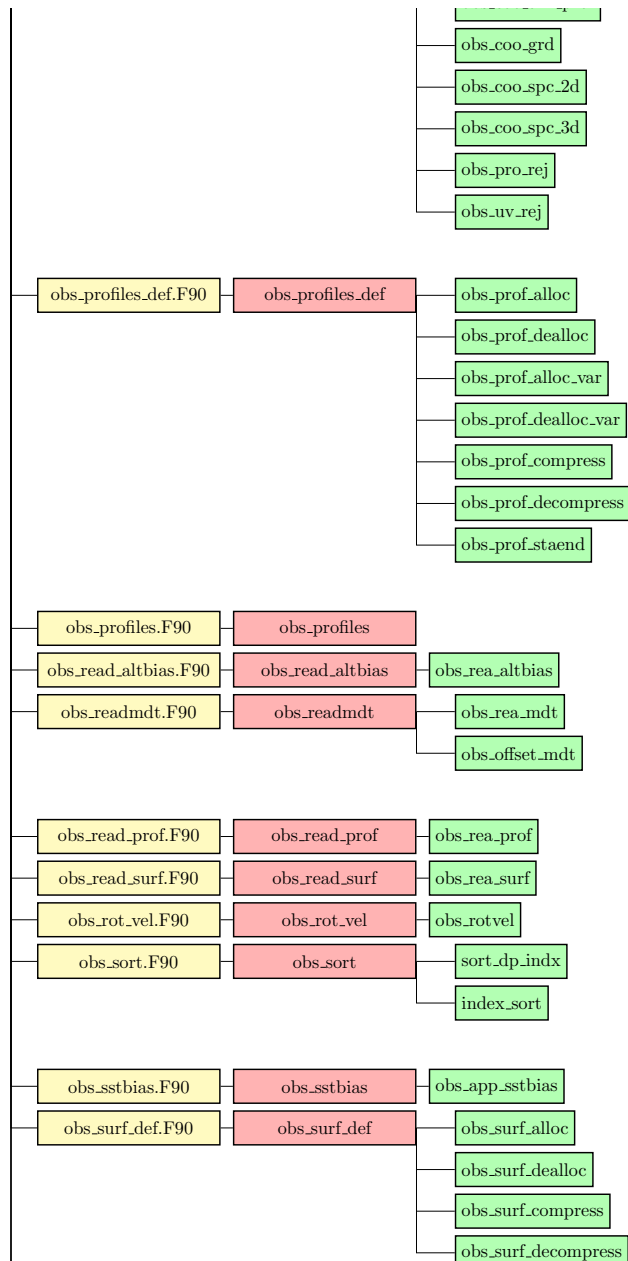 obs_coo_grd
obs_coo_spc_2d
obs_coo_spc_3d
obs_pro_rej
obs_uv_rej
obs_profiles_def.F90 obs_profiles_def obs_prof_alloc
obs_prof_dealloc
obs_prof_alloc_var
obs_prof_dealloc_var
obs_prof_compress
obs_prof_decompress
obs_prof_staend
obs_profiles.F90 obs_profiles
obs_read_altbias.F90 obs_read_altbias obs_rea_altbias
obs_readmdt.F90 obs_readmdt obs_rea_mdt
obs_offset_mdt
obs_read_prof.F90 obs_read_prof obs_rea_prof
obs_read_surf.F90 obs_read_surf obs_rea_surf
obs_rot_vel.F90 obs_rot_vel obs_rotvel
obs_sort.F90 obs_sort sort_dp_indx
index_sort
obs_sstbias.F90 obs_sstbias obs_app_sstbias
obs_surf_def.F90 obs_surf_def obs_surf_alloc
obs_surf_dealloc
obs_surf_compress
obs_surf_decompress